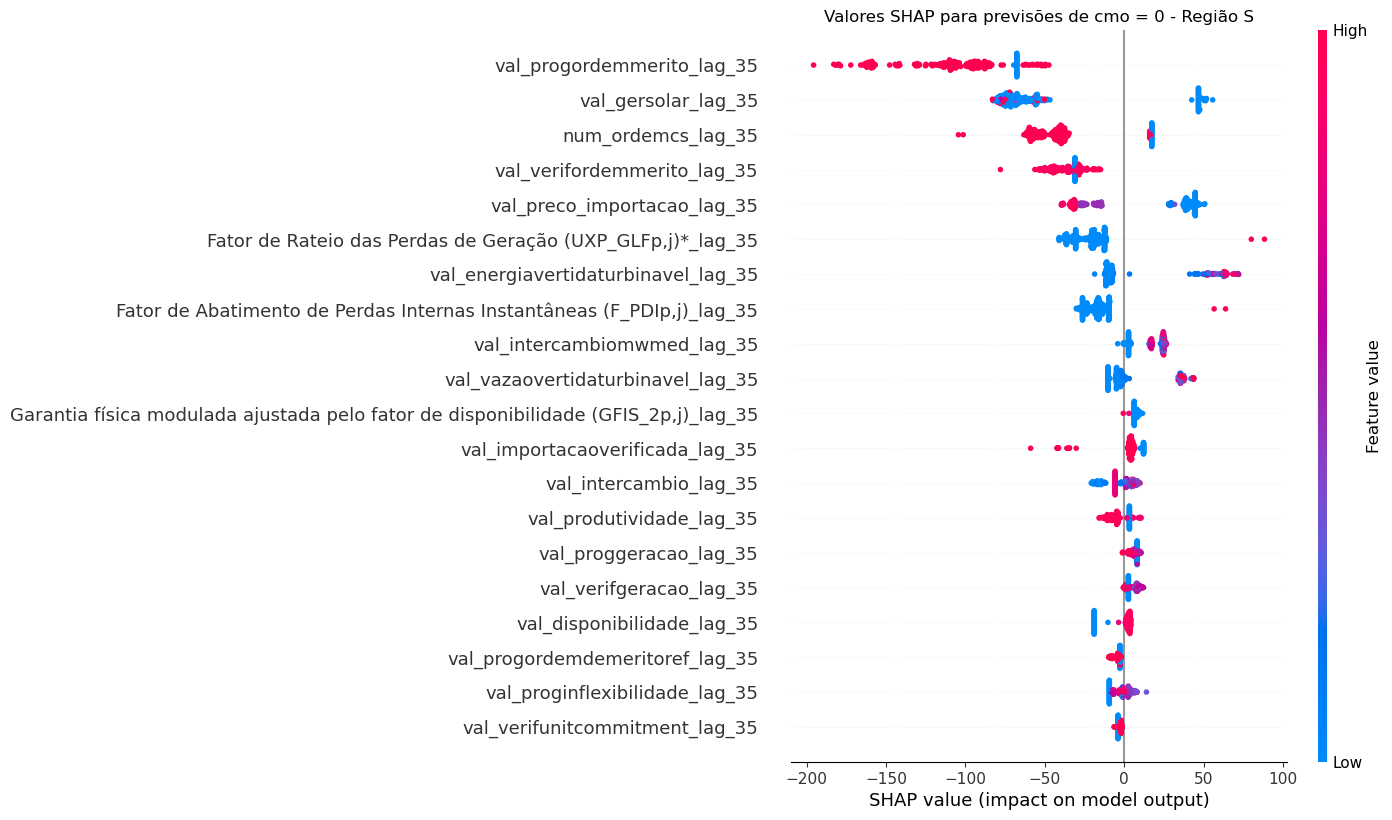 Valores SHAP para previsões de cmo = 0 - Região S
High
val_progordemmerito_lag_35
val_gersolar_lag_35
num_ordemcs_lag_35
val_verifordemmerito_lag_35
val_preco_importacao_lag_35
Fator de Rateio das Perdas de Geração (UXP_GLFp,j)*_lag_35
val_energiavertidaturbinavel_lag_35
Fator de Abatimento de Perdas Internas Instantâneas (F_PDIp,j)_lag_35
val_intercambiomwmed_lag_35
val_vazaovertidaturbinavel_lag_35
Garantia física modulada ajustada pelo fator de disponibilidade (GFIS_2p,j)_lag_35
val_importacaoverificada_lag_35
val_intercambio_lag_35
val_produtividade_lag_35
val_proggeracao_lag_35
val_verifgeracao_lag_35
val_disponibilidade_lag_35
val_progordemdemeritoref_lag_35
val_proginflexibilidade_lag_35
val_verifunitcommitment_lag_35
Feature value
Low
−200 −150 −100 −50 0 50 100
SHAP value (impact on model output)